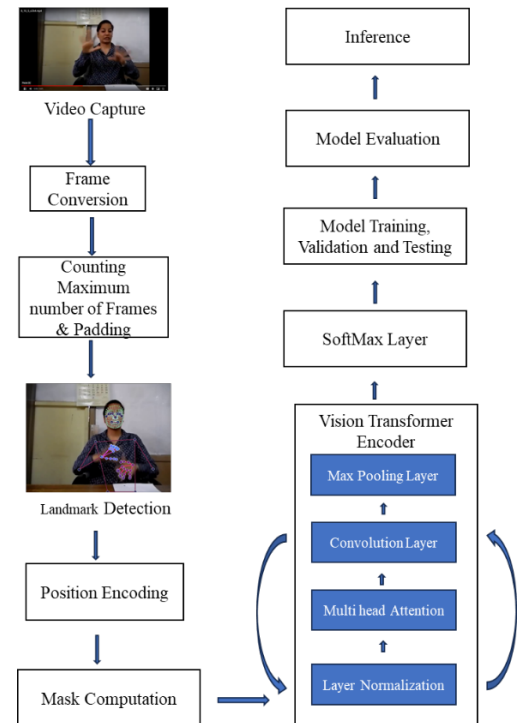 Video Capture
Frame
Conversion
Counting
Maximum
number of Frames
& Padding
Landmark Detection
Position Encoding
Mask Computation
Inference
Model Evaluation
Model Training,
Validation and Testing
SoftMax Layer
Vision Transformer
Encoder
Max Pooling Layer
Convolution Layer
Multi head Attention
Layer Normalization